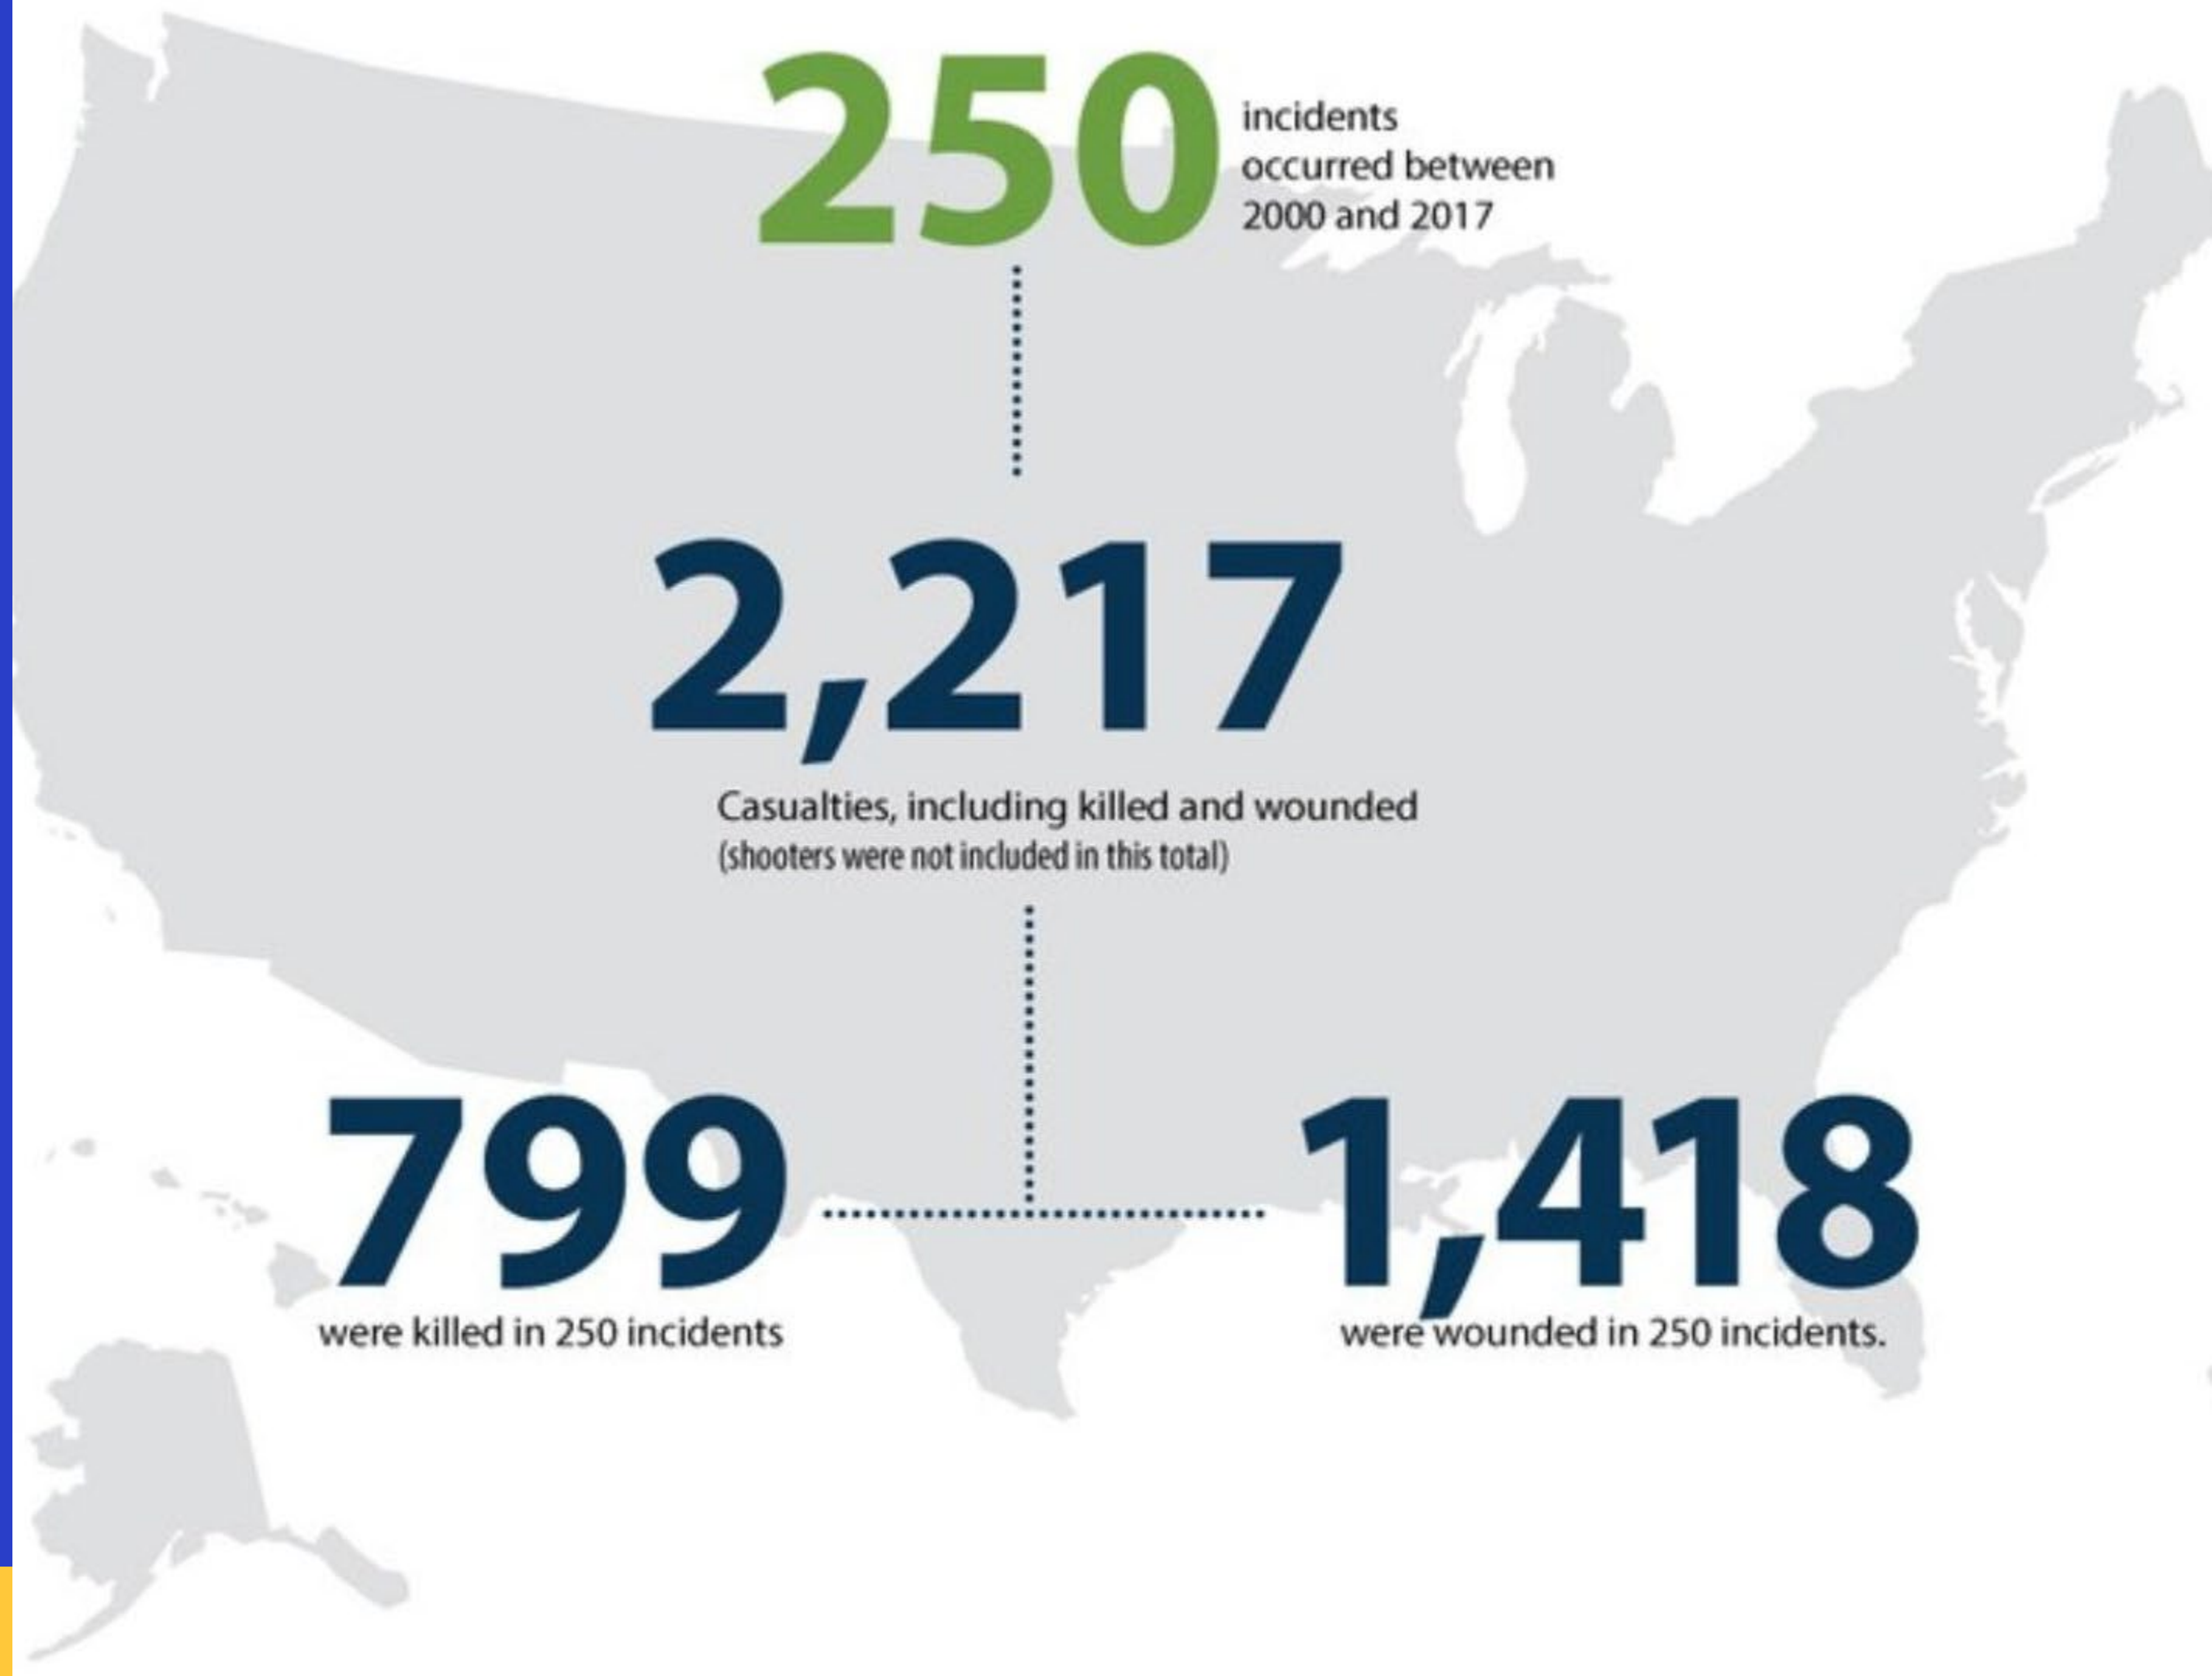 250
incidents
occurred between
2000 and 2017
2,217
Casualties, including killed and wounded
(shooters were not included in this total)
799
were killed in 250 incidents
1,418
were wounded in 250 incidents.